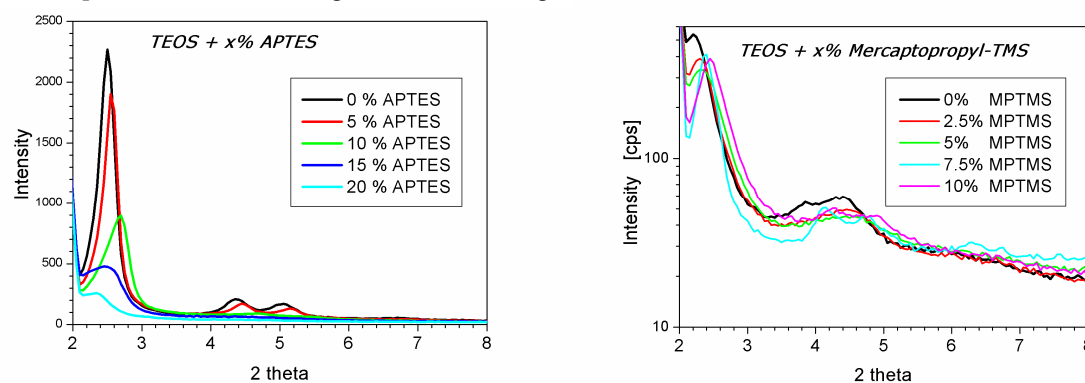 TEOS + x% APTES
0 % APTES
5 % APTES
10 % APTES
15 % APTES
20 % APTES
Intensity
2500
2000
1500
1000
500
0
2 3 4 5 6 7 8
2 theta
TEOS + x% Mercaptopropyl-TMS
0% MPTMS
2.5% MPTMS
5% MPTMS
7.5% MPTMS
10% MPTMS
Intensity [cps]
100
10
2 3 4 5 6 7 8
2 theta